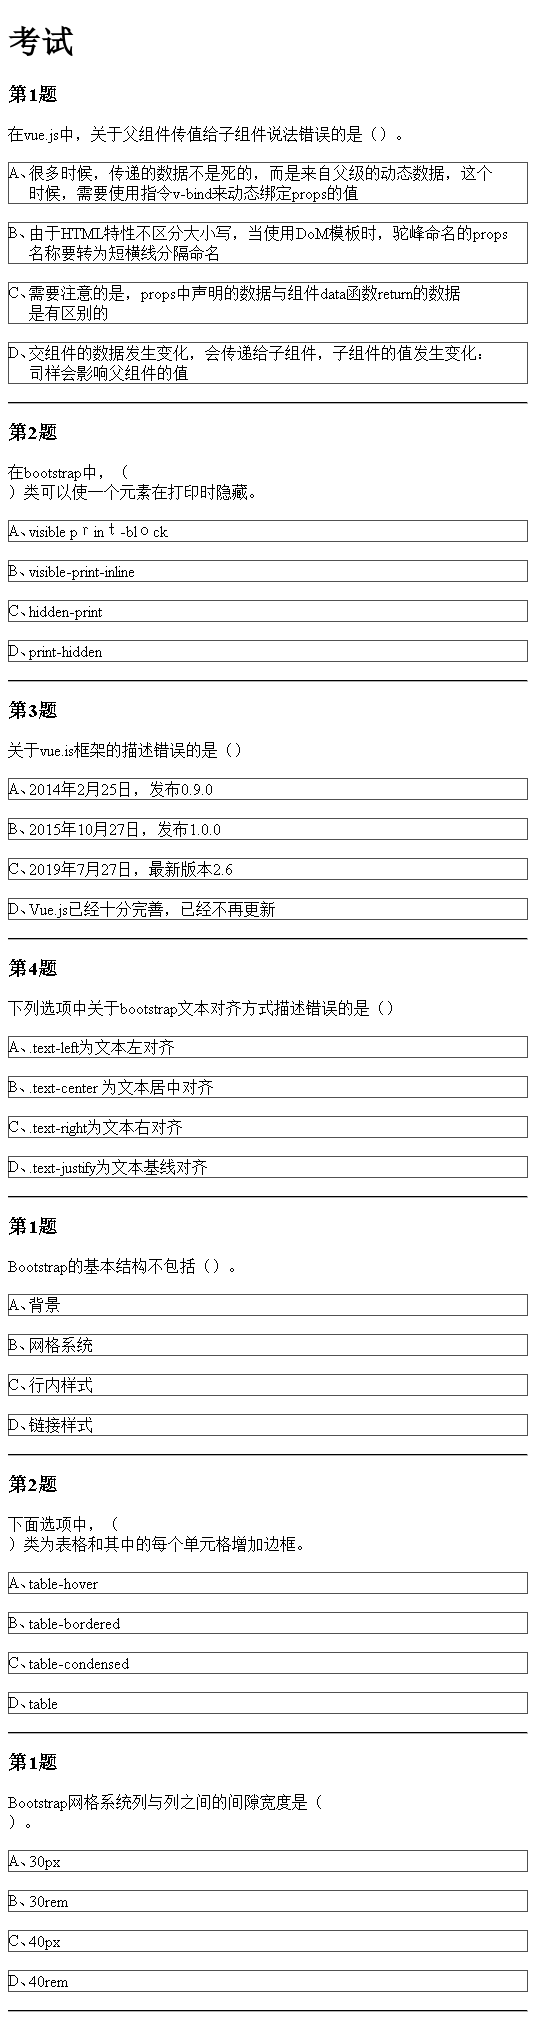 考试
第1题
在vue.js中，关于父组件传值给子组件说法错误的是（）。
A、很多时候，传递的数据不是死的，而是来自父级的动态数据，这个
时候，需要使用指令v-bind来动态绑定props的值
B、由于HTML特性不区分大小写，当使用DoM模板时，驼峰命名的props
名称要转为短横线分隔命名
C、需要注意的是，props中声明的数据与组件data函数return的数据
是有区别的
D、交组件的数据发生变化，会传递给子组件，子组件的值发生变化：
司样会影响父组件的值
第2题
在bootstrap中，（
）类可以使一个元素在打印时隐藏。
A、visible pｒinｔ-blｏck
B、visible-print-inline
C、hidden-print
D、print-hidden
第3题
关于vue.is框架的描述错误的是（）
A、2014年2月25日，发布0.9.0
B、2015年10月27日，发布1.0.0
C、2019年7月27日，最新版本2.6
D、Vue.js已经十分完善，已经不再更新
第4题
下列选项中关于bootstrap文本对齐方式描述错误的是（）
A、.text-left为文本左对齐
B、.text-center 为文本居中对齐
C、.text-right为文本右对齐
D、.text-justify为文本基线对齐
第1题
Bootstrap的基本结构不包括（）。
A、背景
B、网格系统
C、行内样式
D、链接样式
第2题
下面选项中，（
）类为表格和其中的每个单元格增加边框。
A、table-hover
B、table-bordered
C、table-condensed
D、table
第1题
Bootstrap网格系统列与列之间的间隙宽度是（
）。
A、30px
B、30rem
C、40px
D、40rem